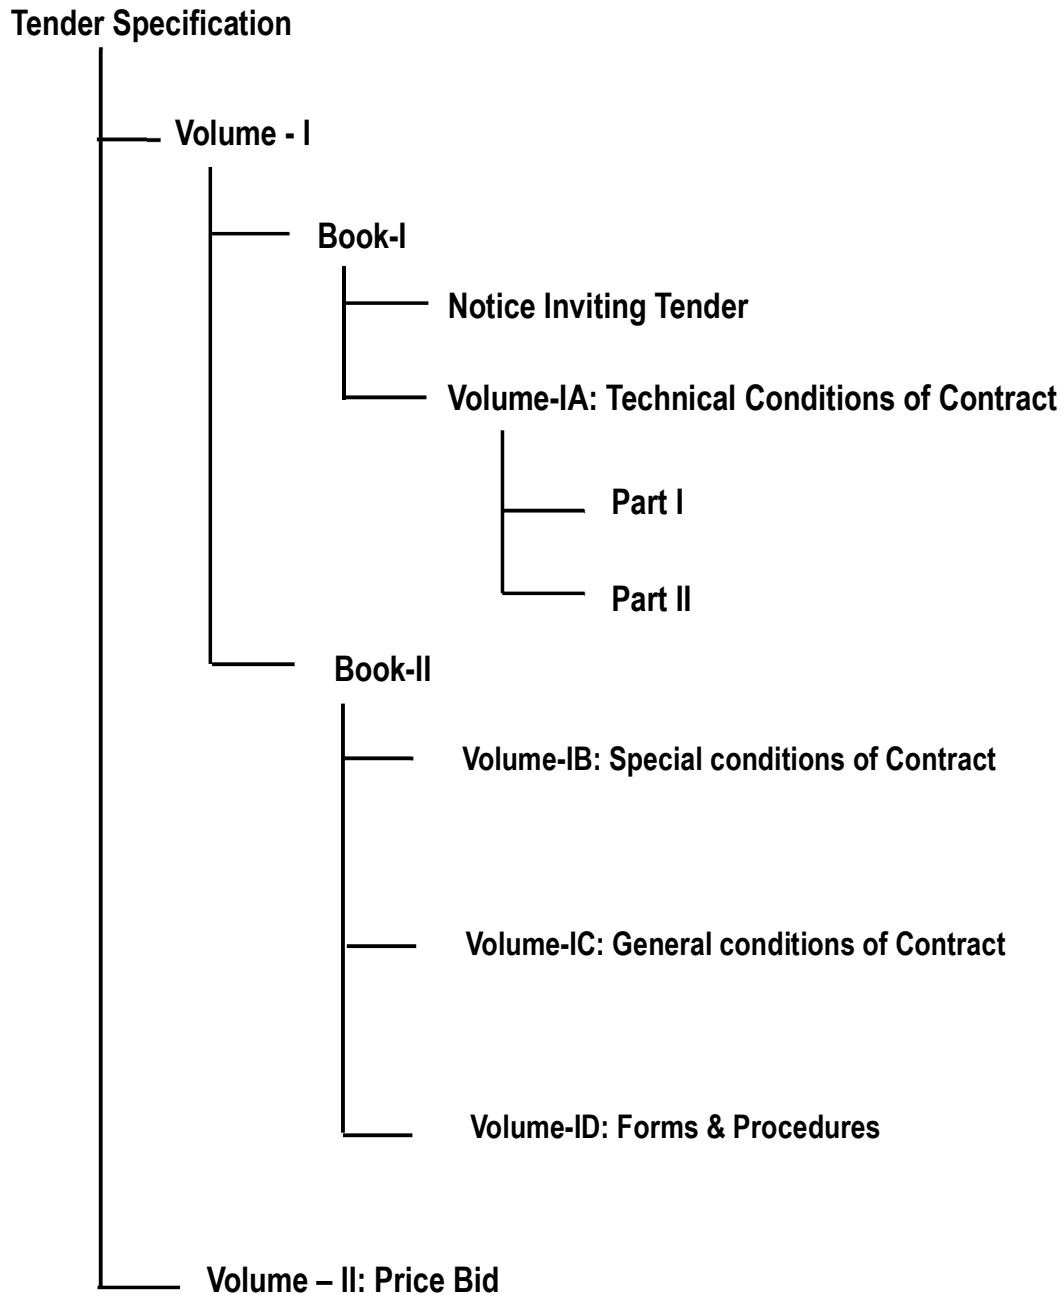 Tender Specification
Volume - I
Book-I
Notice Inviting Tender
Volume-IA: Technical Conditions of Contract
Part I
Part II
Book-II
Volume-IB: Special conditions of Contract
Volume-IC: General conditions of Contract
Volume-ID: Forms & Procedures
Volume – II: Price Bid